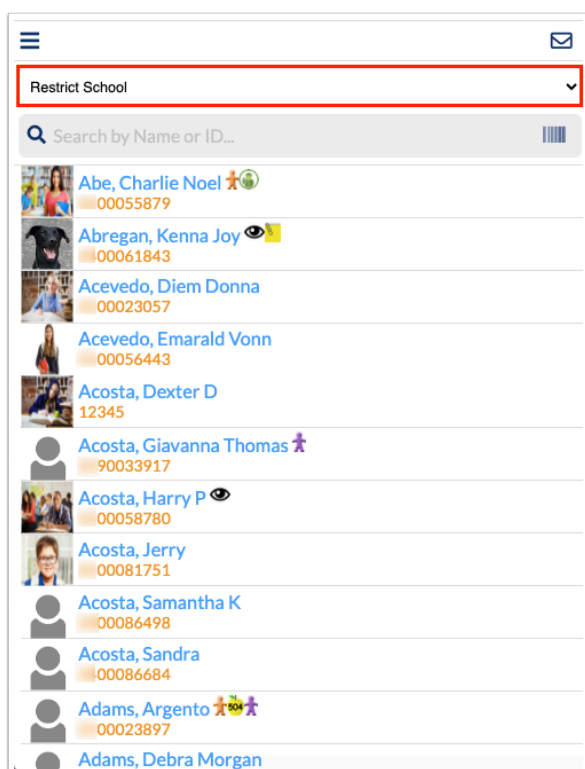 Restrict School
Search by Name or ID...
Abe, Charlie Noel
00055879
Abregan, Kenna Joy
00061843
Acevedo, Diem Donna
00023057
Acevedo, Emarald Vonn
00056443
Acosta, Dexter D
12345
Acosta, Giavanna Thomas
90033917
Acosta, Harry P
00058780
Acosta, Jerry
00081751
Acosta, Samantha K
00086498
Acosta, Sandra
00086684
Adams, Argento 504
00023897
Adams, Debra Morgan